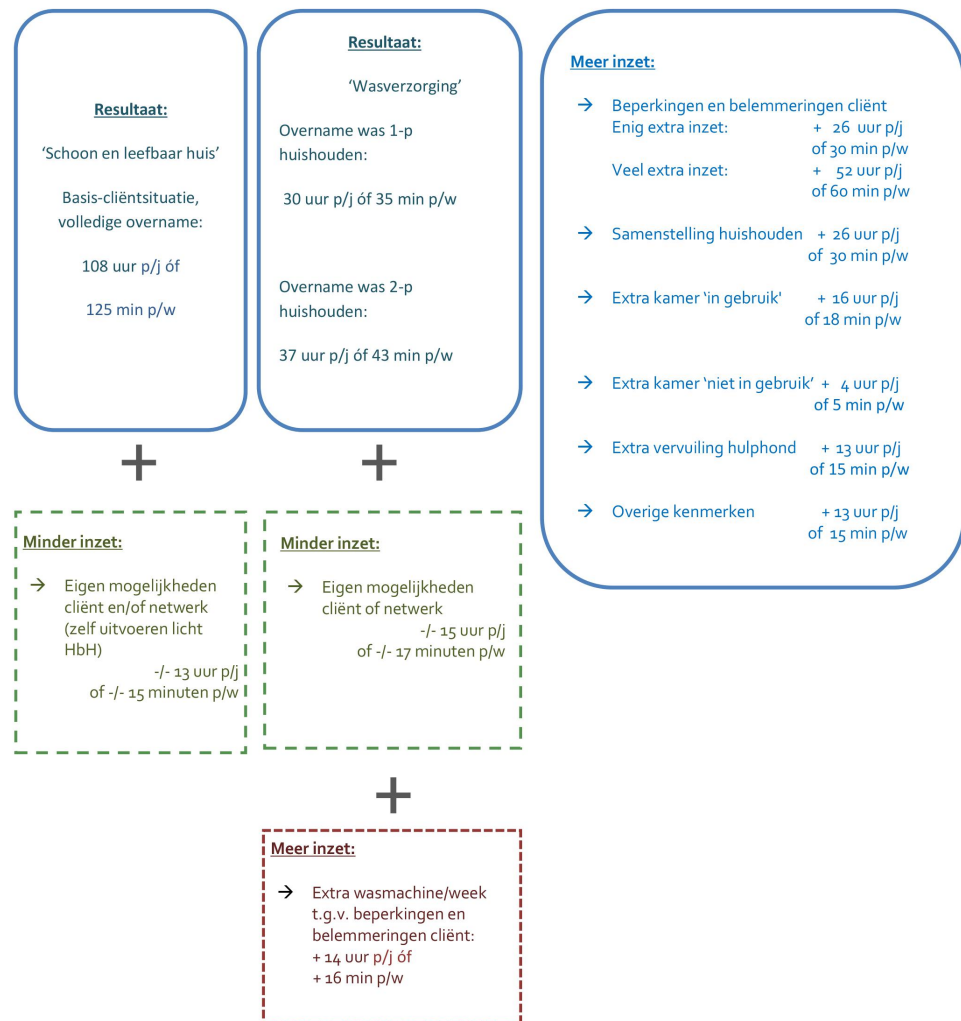 Resultaat:
'Schoon en leefbaar huis'
Basis-cliëntsituatie,
volledige overname:
108 uur p/j óf
125 min p/w
Resultaat:
'Wasverzorging'
Overname was 1-p
huishouden:
30 uur p/j óf 35 min p/w
Overname was 2-p
huishouden:
37 uur p/j óf 43 min p/w
Meer inzet:
→ Beperkingen en belemmeringen cliënt
Enig extra inzet: + 26 uur p/j
of 30 min p/w
Veel extra inzet: + 52 uur p/j
of 60 min p/w
→ Samenstelling huishouden + 26 uur p/j
of 30 min p/w
→ Extra kamer 'in gebruik' + 16 uur p/j
of 18 min p/w
→ Extra kamer 'niet in gebruik' + 4 uur p/j
of 5 min p/w
→ Extra vervuiling hulphond + 13 uur p/j
of 15 min p/w
→ Overige kenmerken + 13 uur p/j
of 15 min p/w
+
+
Minder inzet:
→ Eigen mogelijkheden
cliënt en/of netwerk
(zelf uitvoeren licht
HbH)
-/- 13 uur p/j
of -/- 15 minuten p/w
Minder inzet:
→ Eigen mogelijkheden
cliënt of netwerk
-/- 15 uur p/j
of -/- 17 minuten p/w
+
Meer inzet:
→ Extra wasmachine/week
t.g.v. beperkingen en
belemmeringen cliënt:
+ 14 uur p/j óf
+ 16 min p/w